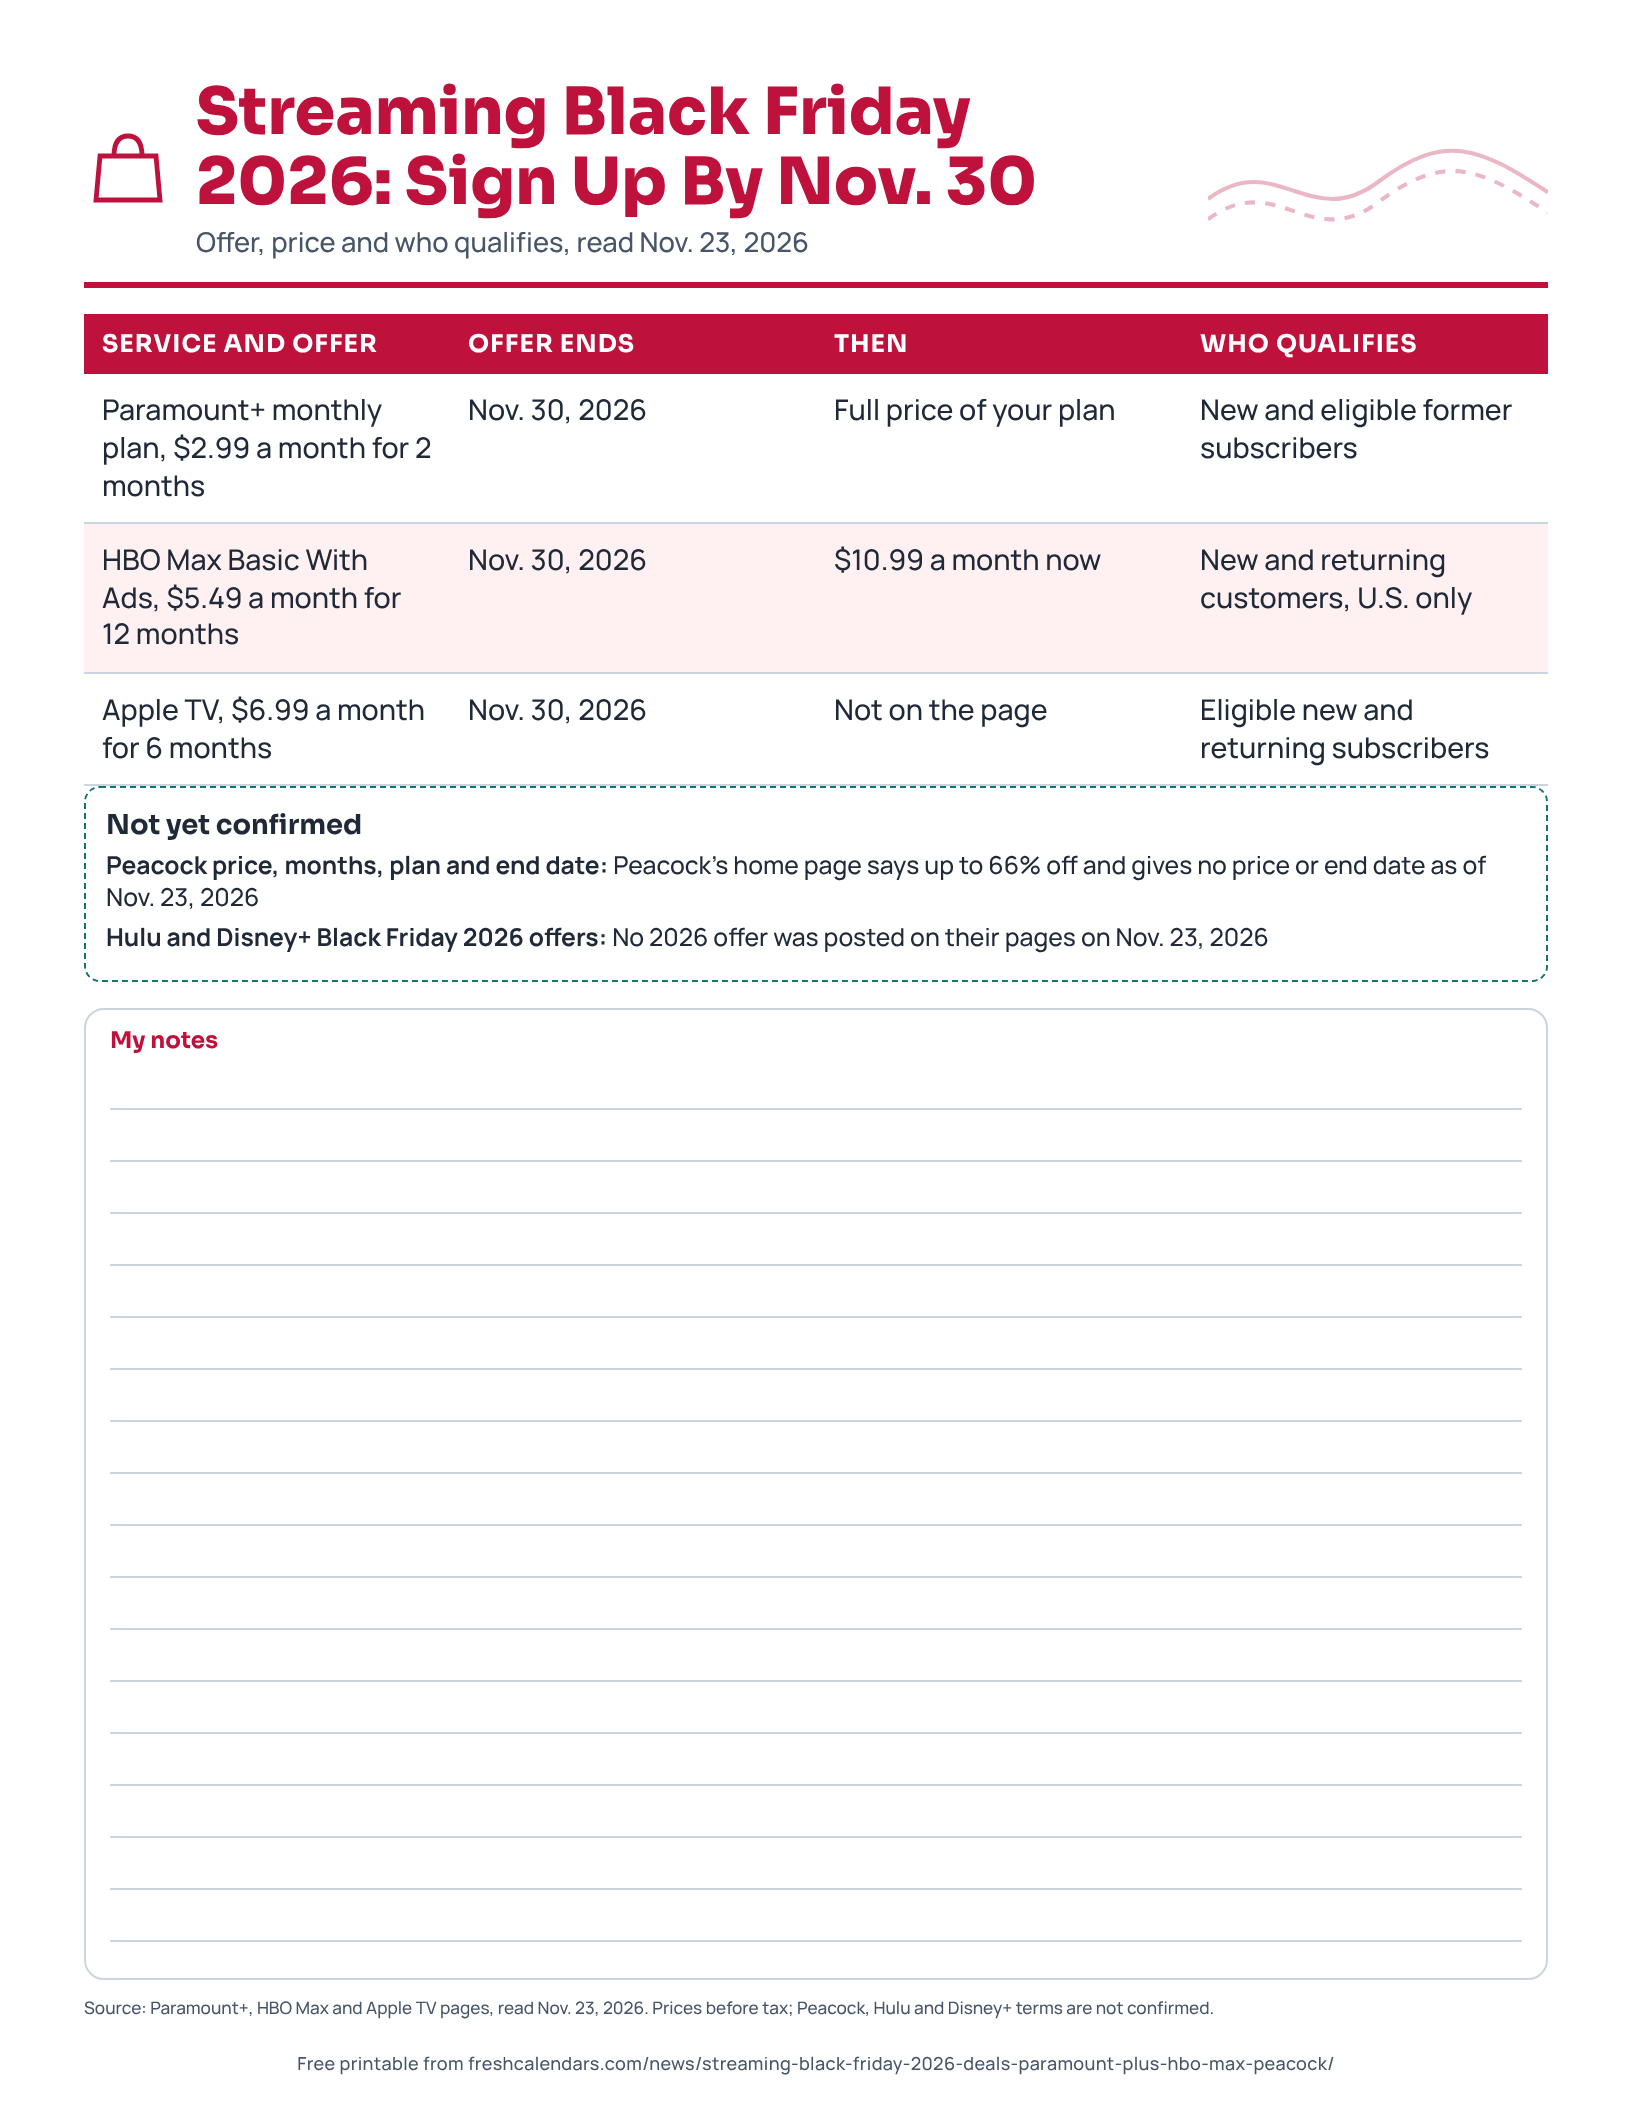 Streaming Black Friday
2026: Sign Up By Nov. 30
Offer, price and who qualifies, read Nov. 23, 2026
SERVICE AND OFFER OFFER ENDS THEN WHO QUALIFIES
Paramount+ monthly Nov. 30, 2026 Full price of your plan New and eligible former
plan, $2.99 a month for 2 subscribers
months
HBO Max Basic With Nov. 30, 2026 $10.99 a month now New and returning
Ads, $5.49 a month for customers, U.S. only
12 months
Apple TV, $6.99 a month Nov. 30, 2026 Not on the page Eligible new and
for 6 months returning subscribers
Not yet confirmed
Peacock price, months, plan and end date: Peacock's home page says up to 66% off and gives no price or end date as of
Nov. 23, 2026
Hulu and Disney+ Black Friday 2026 offers: No 2026 offer was posted on their pages on Nov. 23, 2026
My notes
Source: Paramount+, HBO Max and Apple TV pages, read Nov. 23, 2026. Prices before tax; Peacock, Hulu and Disney+ terms are not confirmed.
Free printable from freshcalendars.com/news/streaming-black-friday-2026-deals-paramount-plus-hbo-max-peacock/